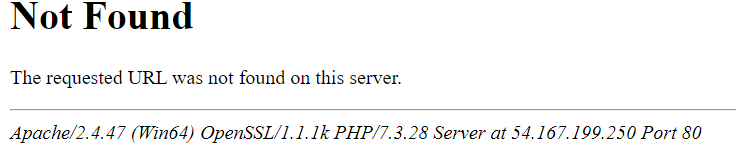 Not Found
The requested URL was not found on this server.
Apache/2.4.47 (Win64) OpenSSL/1.1.1k PHP/7.3.28 Server at 54.167.199.250 Port 80